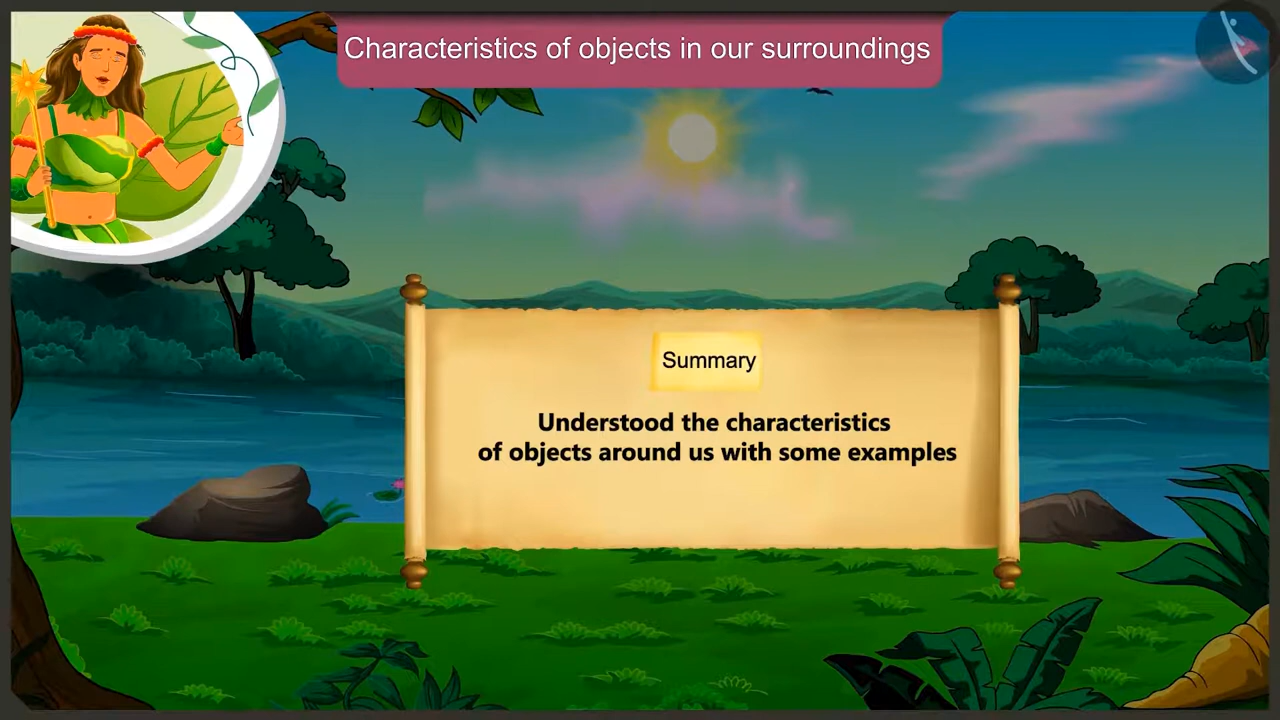 Characteristics of objects in our surroundings
Summary
Understood the characteristics
of objects around us with some examples